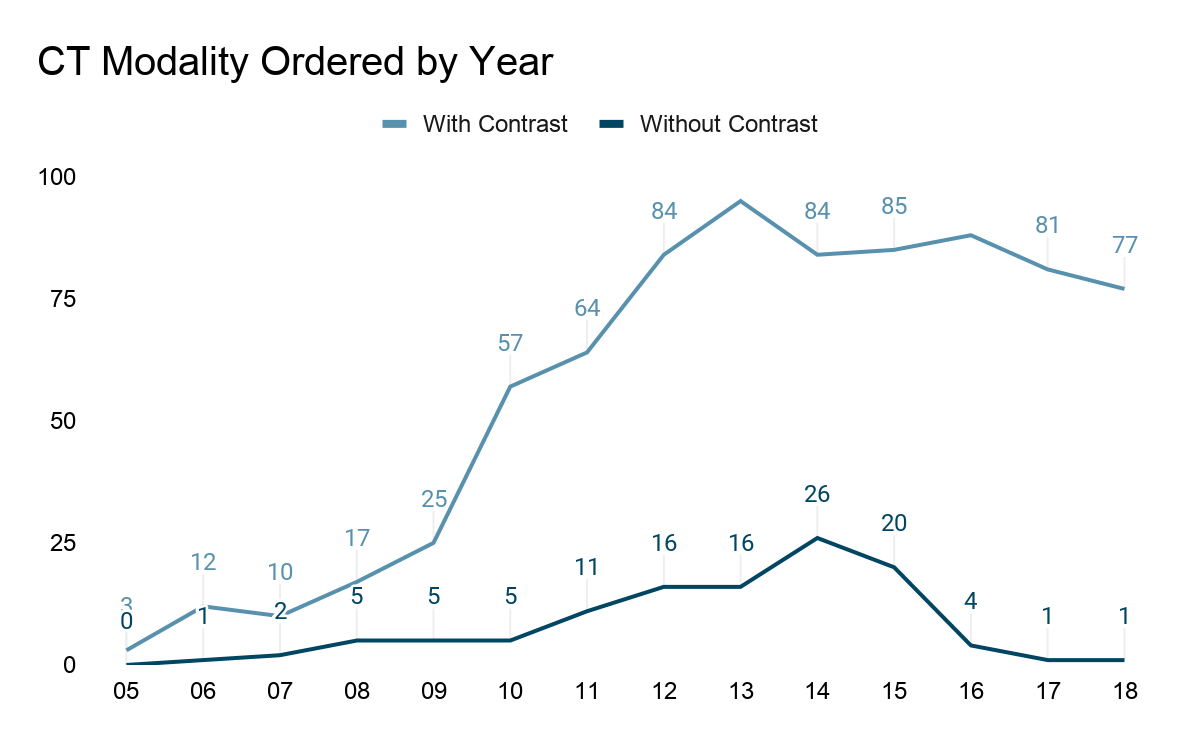 CT Modality Ordered by Year
With Contrast Without Contrast
100
75
50
25
0
3 12 10 17 25 57 64 84 84 85 81 77
0 1 2 5 5 5 11 16 16 26 20 4 1 1
05 06 07 08 09 10 11 12 13 14 15 16 17 18